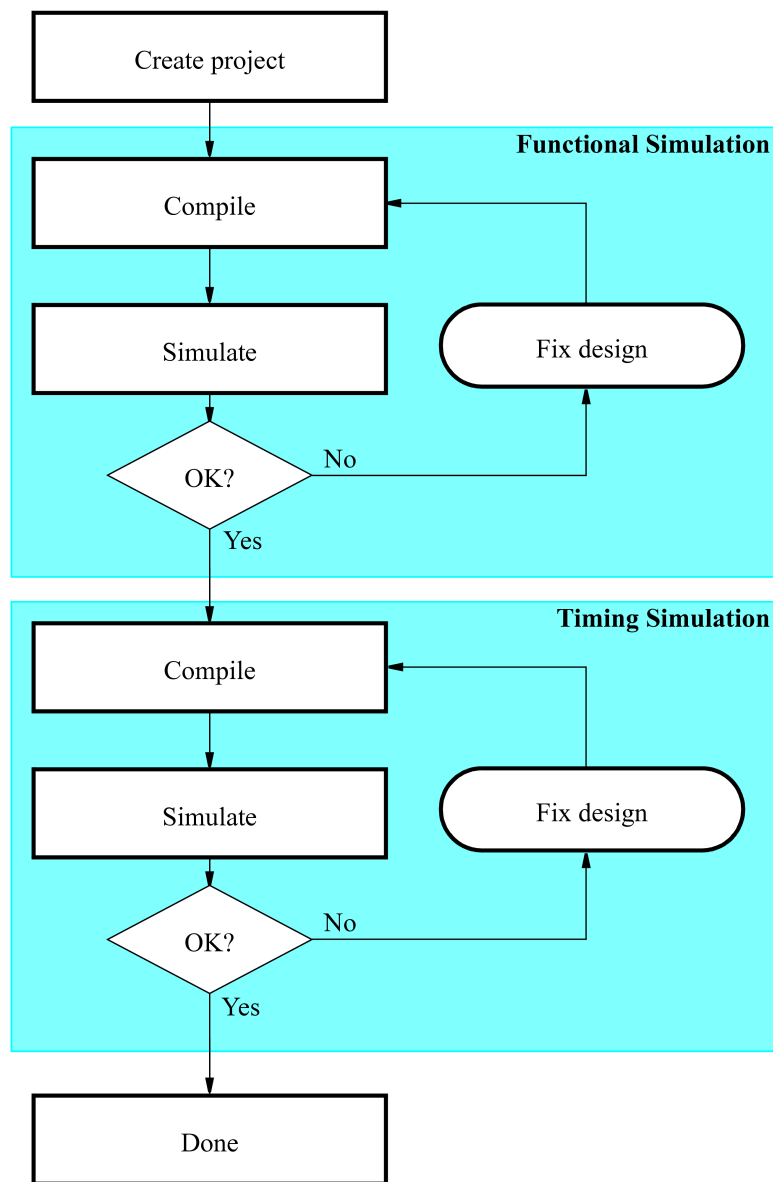 Create project
Functional Simulation
Compile
Simulate
Fix design
OK?
No
Yes
Timing Simulation
Compile
Simulate
Fix design
OK?
No
Yes
Done